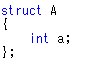 struct A
{
    int a;
};